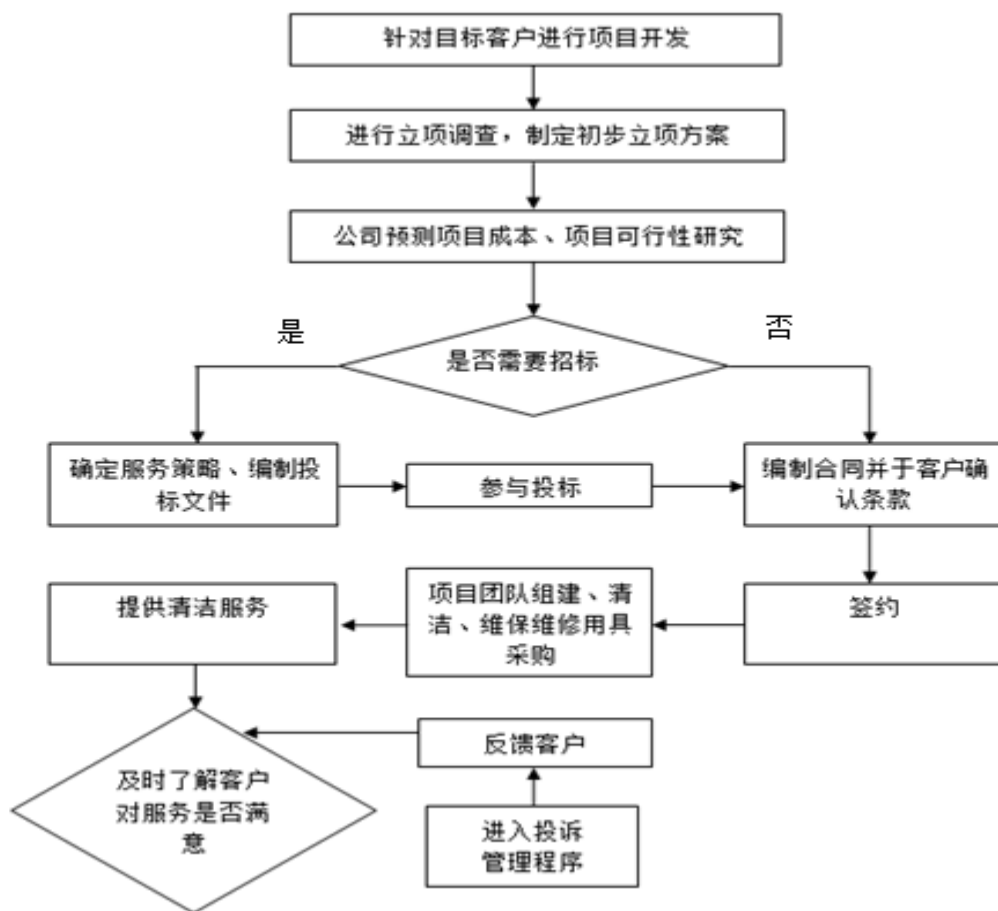 针对目标客户进行项目开发
进行立项调查，制定初步立项方案
公司预测项目成本、项目可行性研究
是
否
是否需要招标
确定服务策略、编制投
标文件
参与投标
编制合同并于客户确
认条款
提供清洁服务
项目团队组建、清
洁、维保维修用具
采购
签约
反馈客户
及时了解客户
对服务是否满
意
进入投诉
管理程序